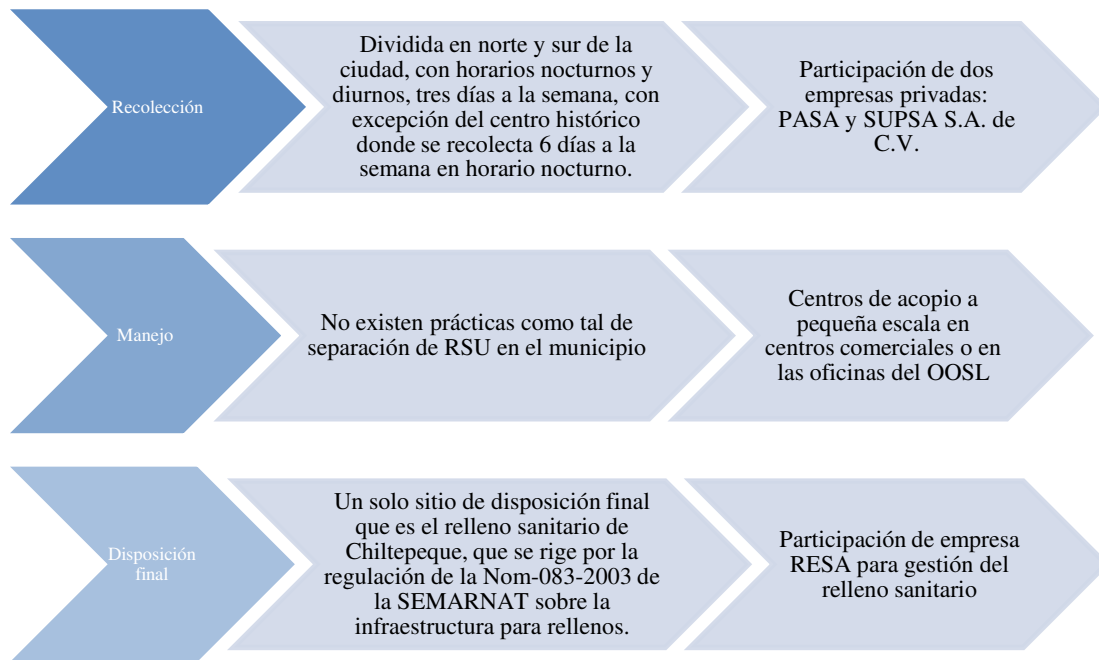 Recolección
Dividida en norte y sur de la
ciudad, con horarios nocturnos y
diurnos, tres días a la semana, con
excepción del centro histórico
donde se recolecta 6 días a la
semana en horario nocturno.
Participación de dos
empresas privadas:
PASA y SUPSA S.A. de
C.V.
Manejo
No existen prácticas como tal de
separación de RSU en el municipio
Centros de acopio a
pequeña escala en
centros comerciales o en
las oficinas del OOSL
Disposición
final
Un solo sitio de disposición final
que es el relleno sanitario de
Chiltepeque, que se rige por la
regulación de la Nom-083-2003 de
la SEMARNAT sobre la
infraestructura para rellenos.
Participación de empresa
RESA para gestión del
relleno sanitario